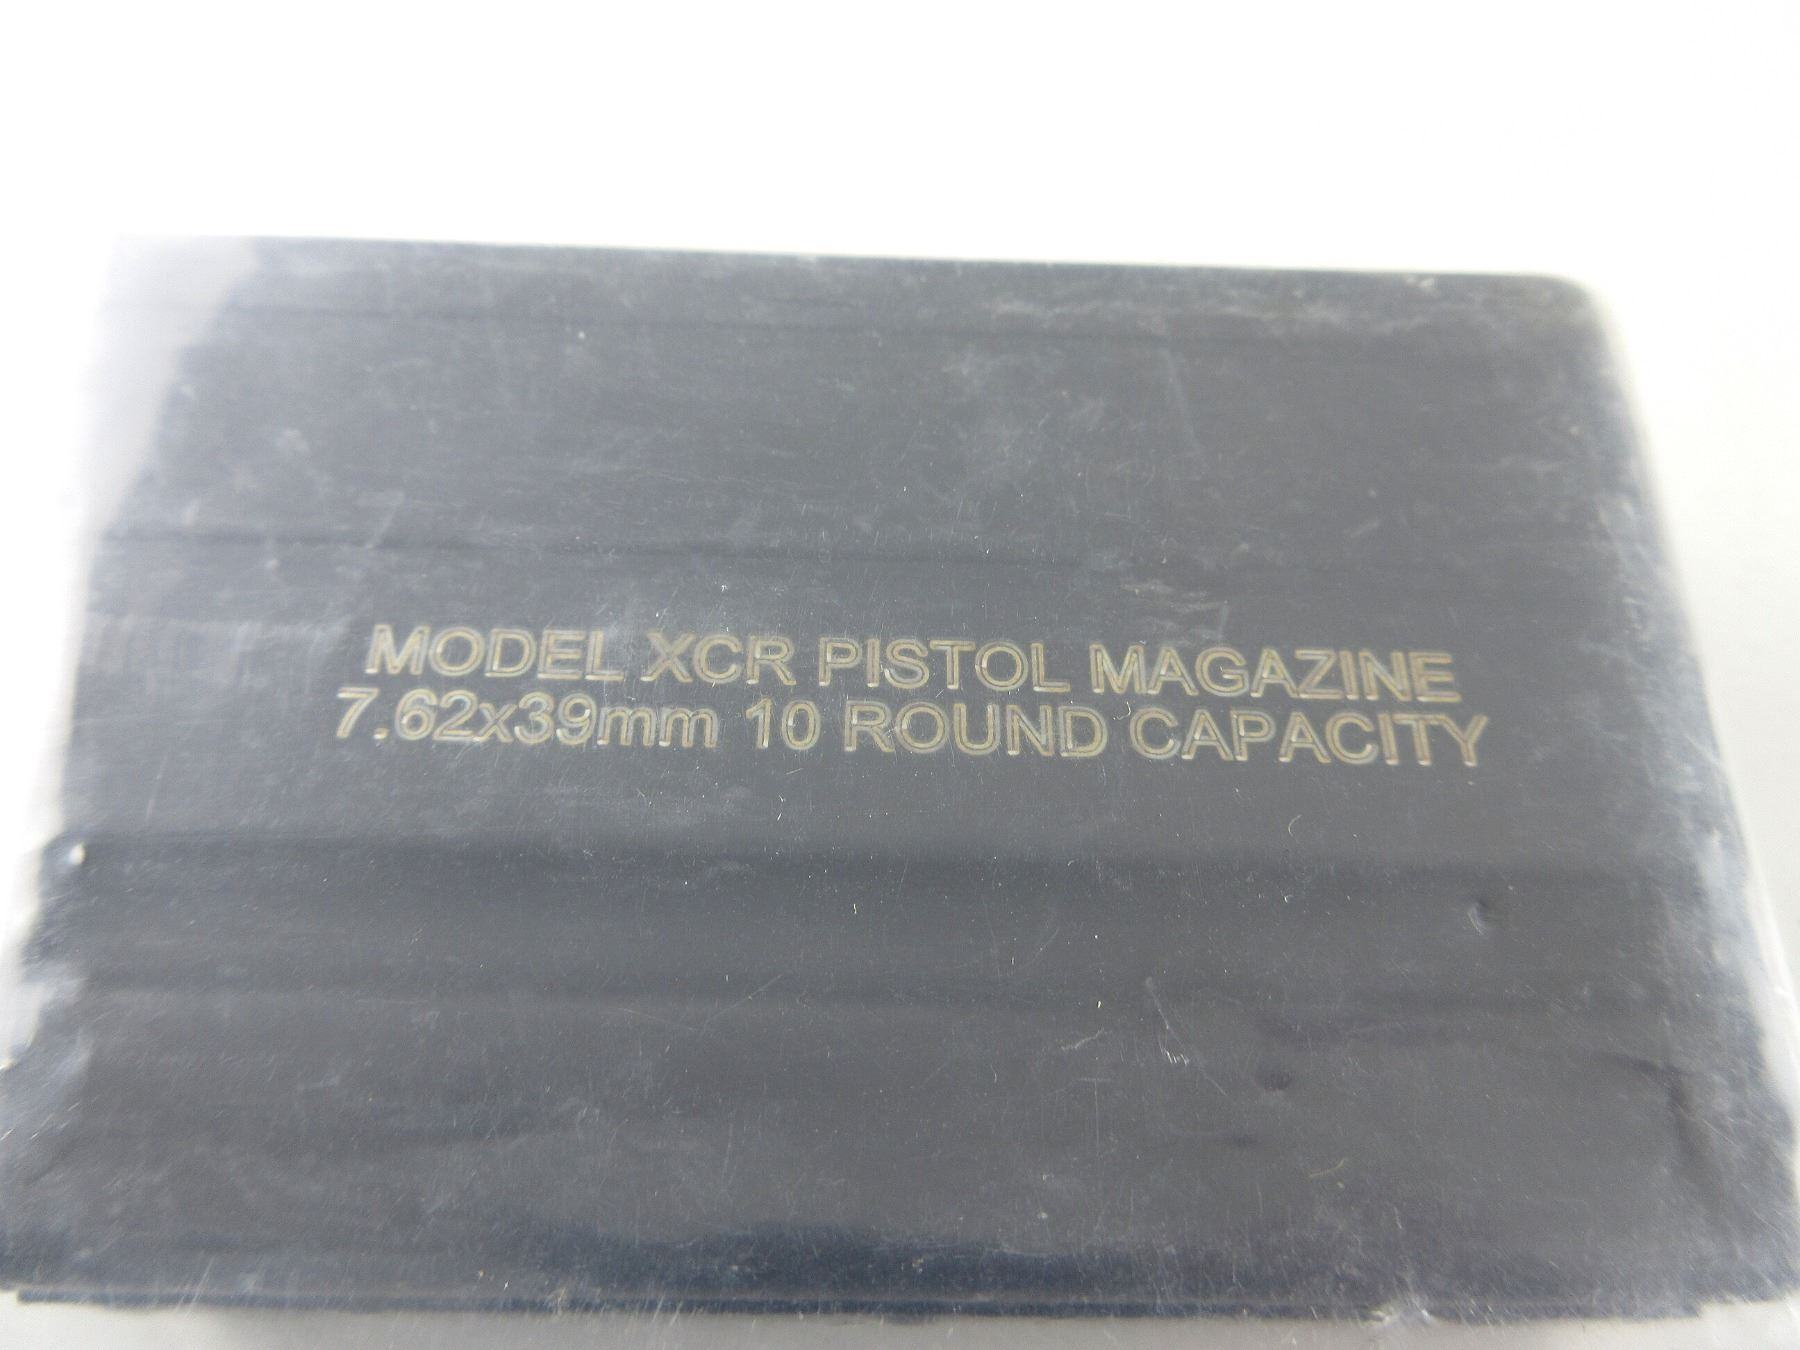 MODEL XCR PISTOL MAGAZINE
7.62x39mm 10 ROUND CAPACITY